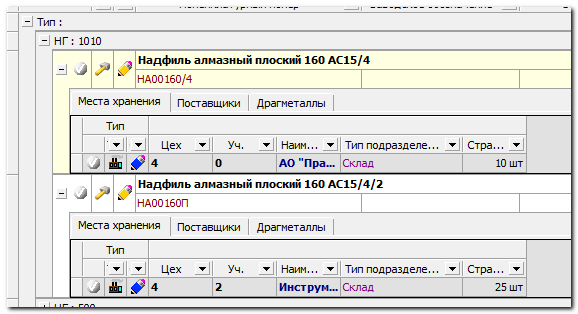 Тип :
НГ : 1010
Надфиль алмазный плоский 160 АС15/4
НА00160/4
Места хранения Поставщики Драгметаллы
Тип
Цех Уч. Наим... Тип подразделе... Стра...
4 0 АО "Пра... Склад 10 шт
Надфиль алмазный плоский 160 АС15/4/2
НА00160П
Места хранения Поставщики Драгметаллы
Тип
Цех Уч. Наим... Тип подразделе... Стра...
4 2 Инструм... Склад 25 шт